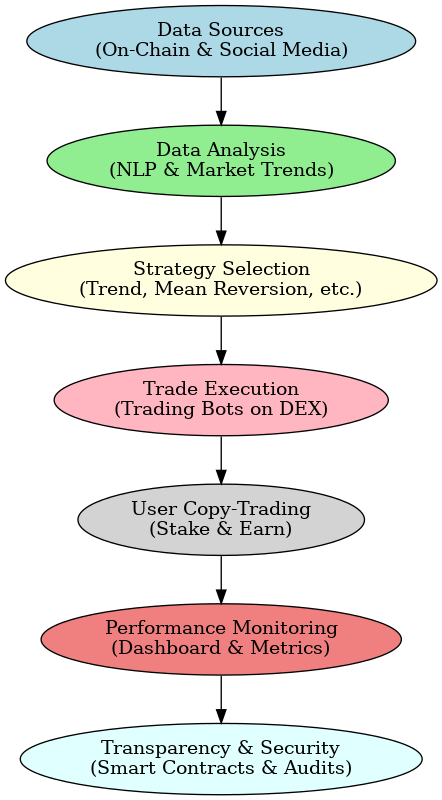 Data Sources
(On-Chain & Social Media)
Data Analysis
(NLP & Market Trends)
Strategy Selection
(Trend, Mean Reversion, etc.)
Trade Execution
(Trading Bots on DEX)
User Copy-Trading
(Stake & Earn)
Performance Monitoring
(Dashboard & Metrics)
Transparency & Security
(Smart Contracts & Audits)